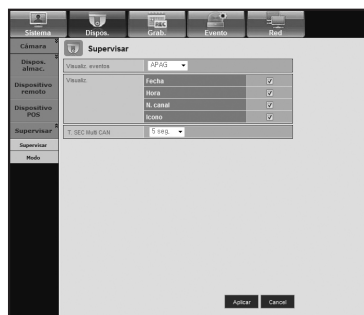 Sistema
Dispos.
Grab.
Evento
Red
Cámara
Dispos. almac.
Dispositivo remoto
Dispositivo POS
Supervisar
Supervisar
Modo
Supervisar
Visualiz. eventos
APAG
Visualiz.
Fecha
Hora
N. canal
Icono
T. SEC Multi CAN
5 seg.
Aplicar
Cancel